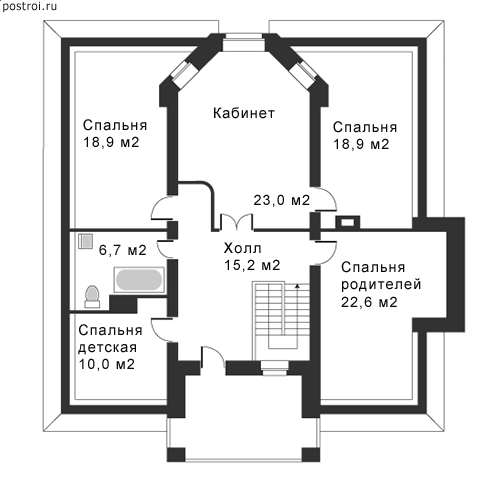 postroi.ru
Кабинет
Спальня
18,9 м2
Спальня
18,9 м2
23,0 м2
6,7 м2
Холл
15,2 м2
Спальня
родителей
22,6 м2
Спальня
детская
10,0 м2